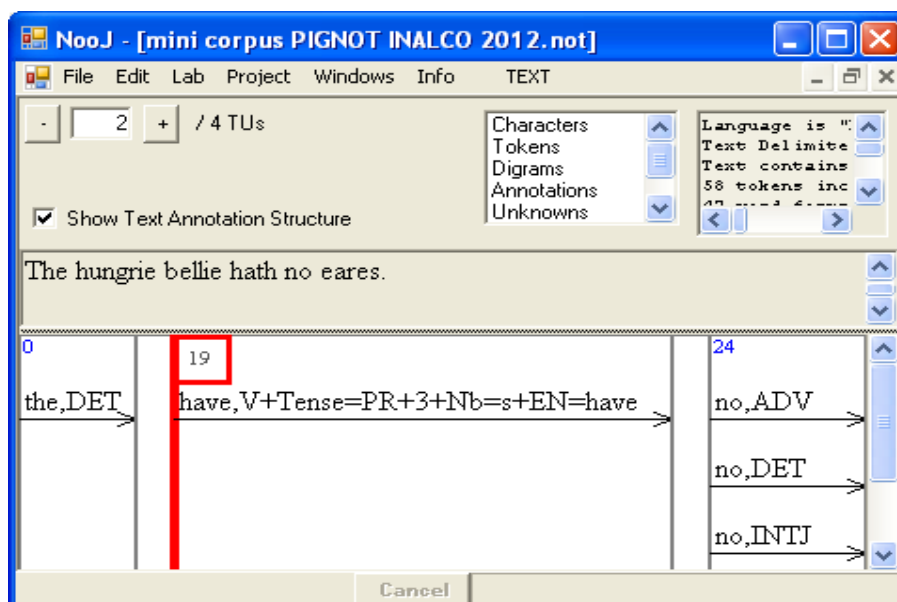 NooJ - [mini corpus PIGNOT INALCO 2012.not]
File Edit Lab Project Windows Info TEXT
- 2 + / 4 TUs
Characters
Tokens
Digrams
Annotations
Unknowns
Language is "
Text Delimite
Text contains
58 tokens inc
Show Text Annotation Structure
The hungrie bellie hath no eares.
0 19 24
the,DET have,V+Tense=PR+3+Nb=s+EN=have no,ADV
no,DET
no,INTJ
Cancel